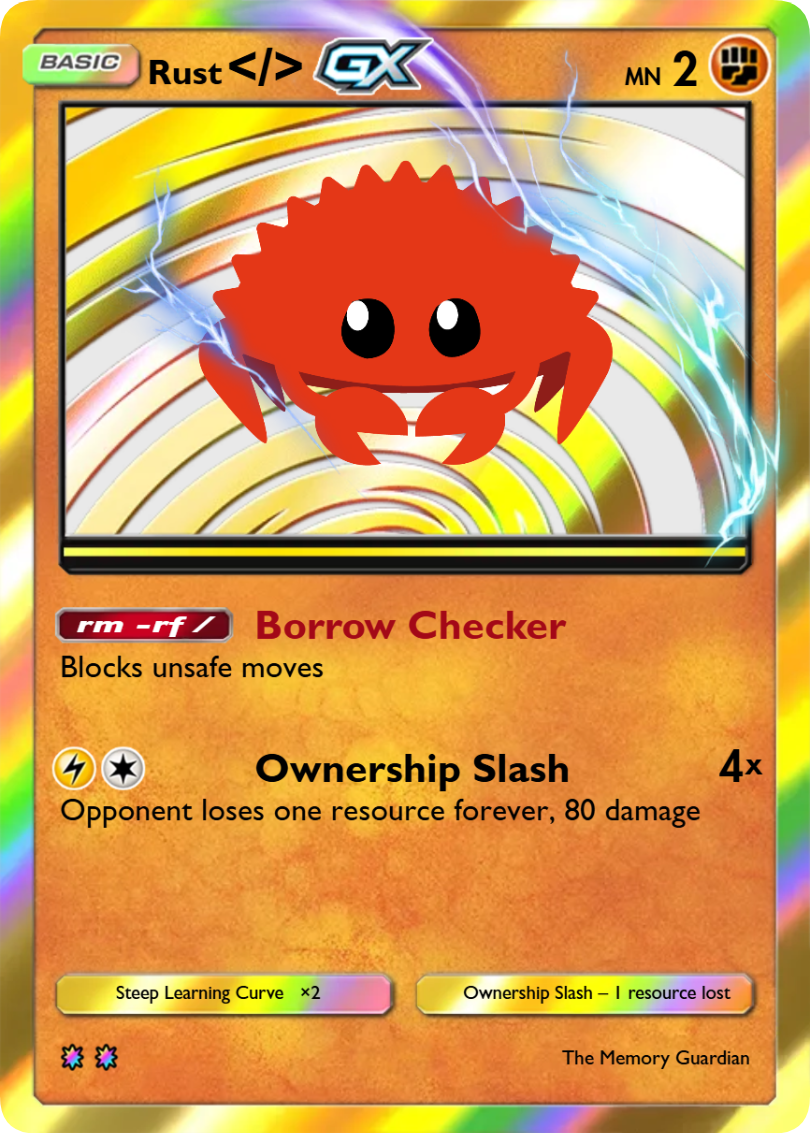 BASIC Rust </> GX MN 2
rm -rf / Borrow Checker
Blocks unsafe moves
Ownership Slash 4x
Opponent loses one resource forever, 80 damage
Steep Learning Curve ×2 Ownership Slash – 1 resource lost
The Memory Guardian